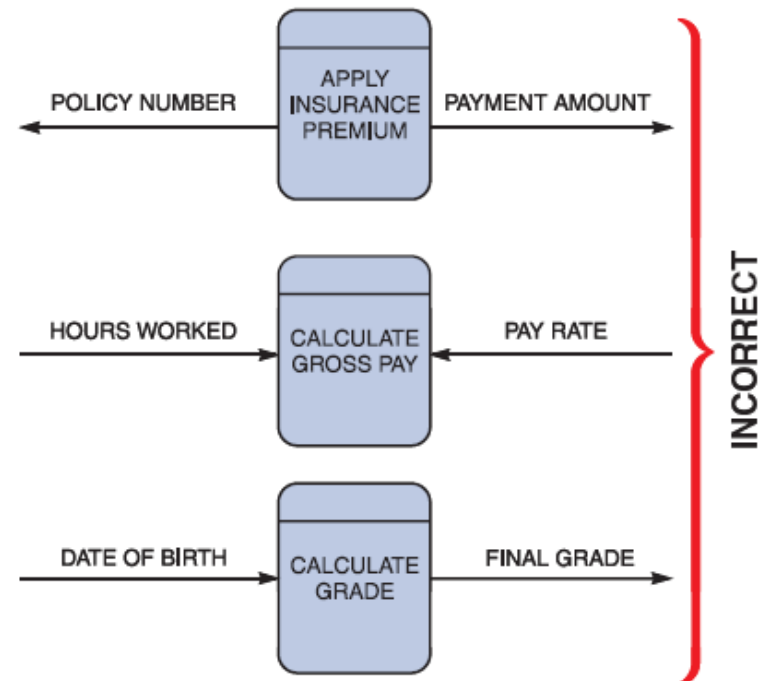 POLICY NUMBER
APPLY
INSURANCE
PREMIUM
PAYMENT AMOUNT
HOURS WORKED
CALCULATE
GROSS PAY
PAY RATE
DATE OF BIRTH
CALCULATE
GRADE
FINAL GRADE
INCORRECT